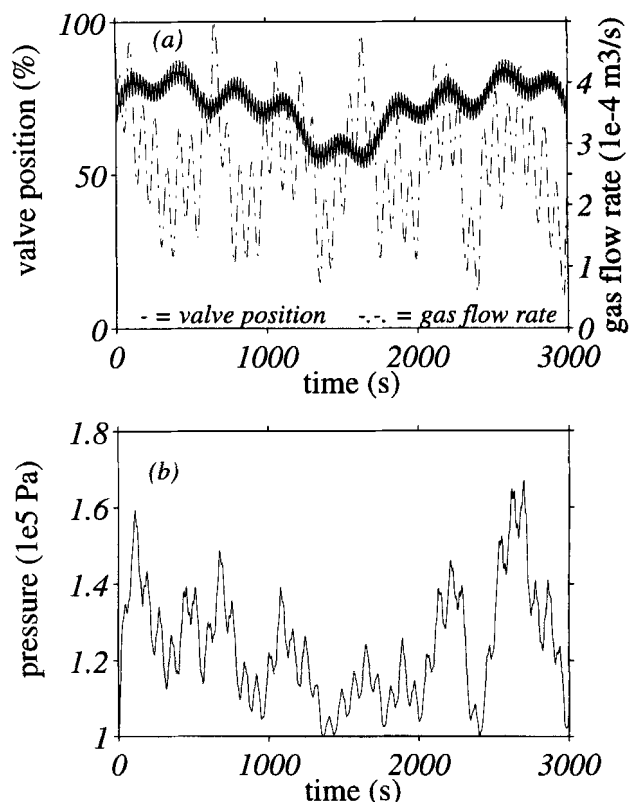 100
(a)
50
0
valve position (%)
4
3
2
1
0
gas flow rate (1e-4 m3/s)
- = valve position -.-. = gas flow rate
0 1000 2000 3000
time (s)
1.8
(b)
1.6
1.4
1.2
1
pressure (1e5 Pa)
0 1000 2000 3000
time (s)